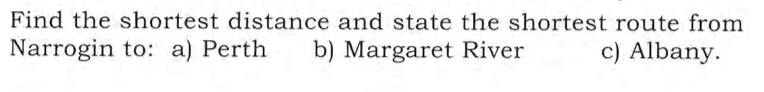 Find the shortest distance and state the shortest route from
Narrogin to: a) Perth b) Margaret River c) Albany.